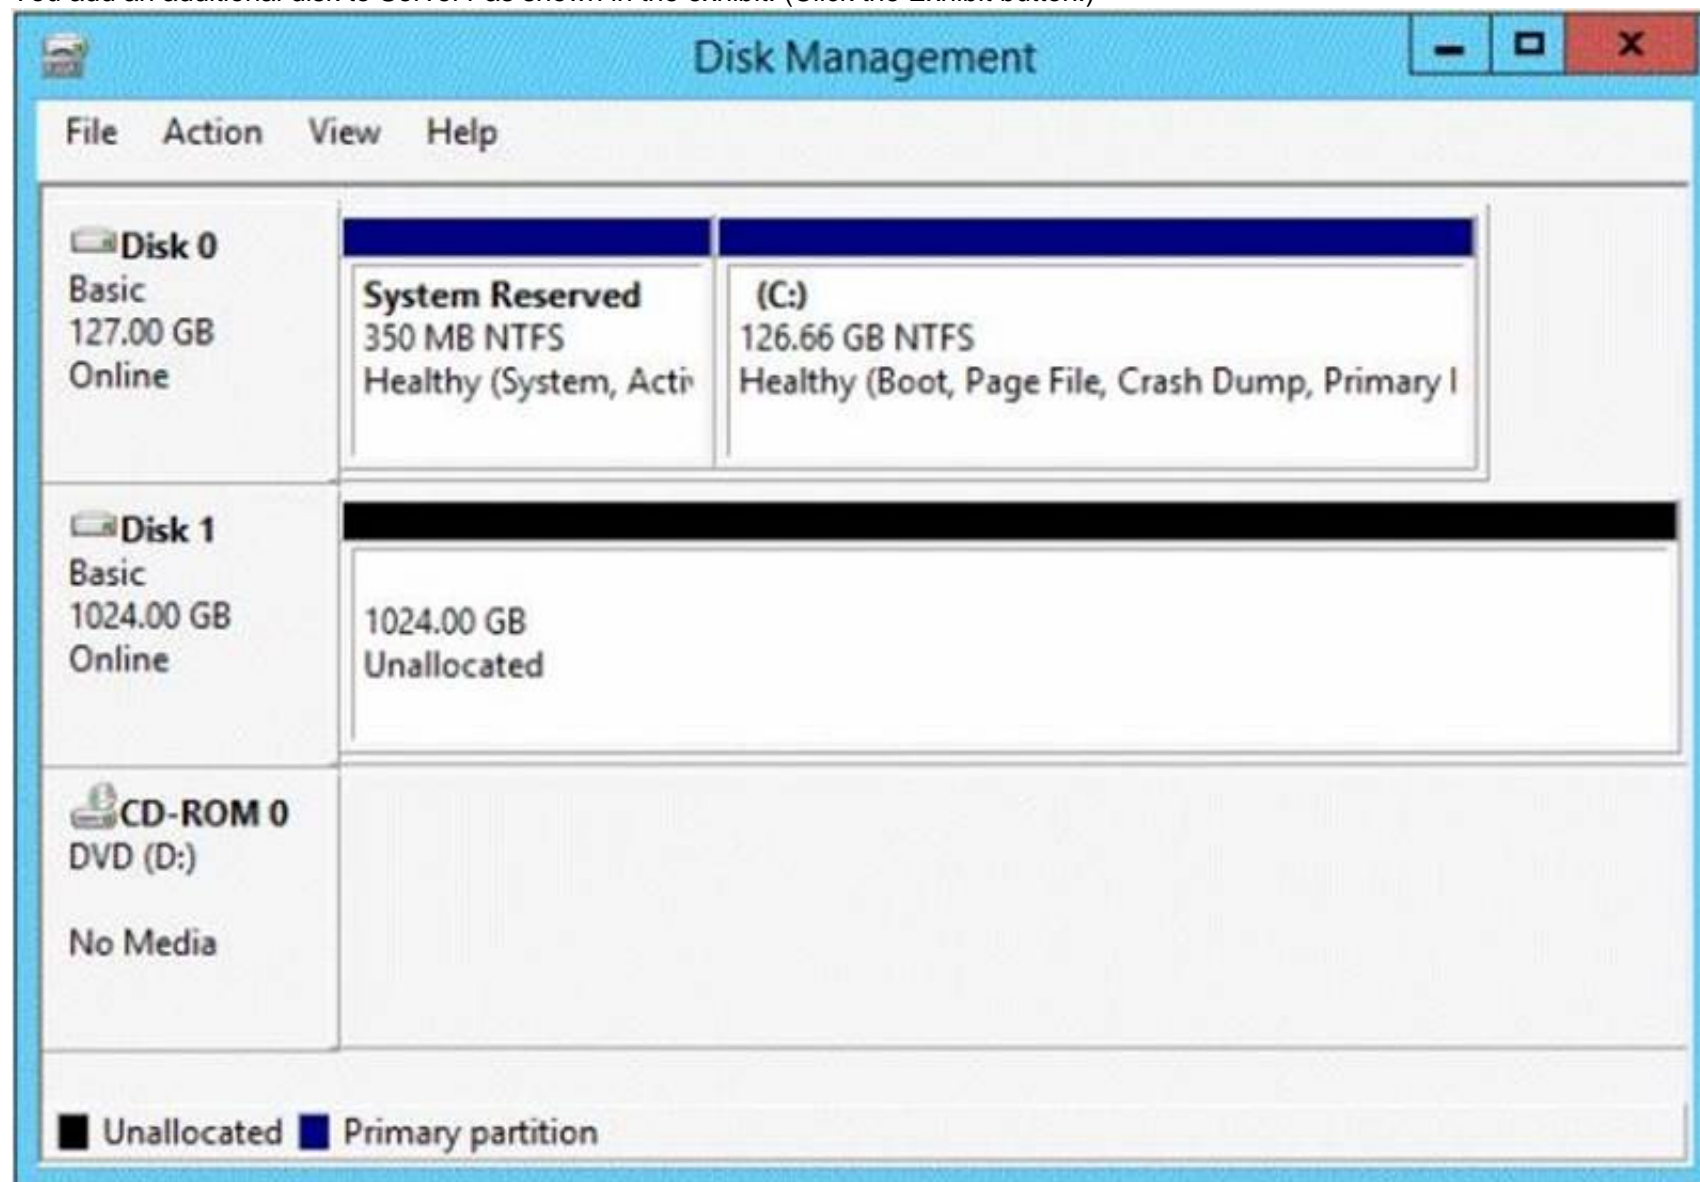 Disk Management
File Action View Help
Disk 0
Basic
127.00 GB
Online
System Reserved
350 MB NTFS
Healthy (System, Activ
(C:)
126.66 GB NTFS
Healthy (Boot, Page File, Crash Dump, Primary I
Disk 1
Basic
1024.00 GB
Online
1024.00 GB
Unallocated
CD-ROM 0
DVD (D:)
No Media
Unallocated Primary partition